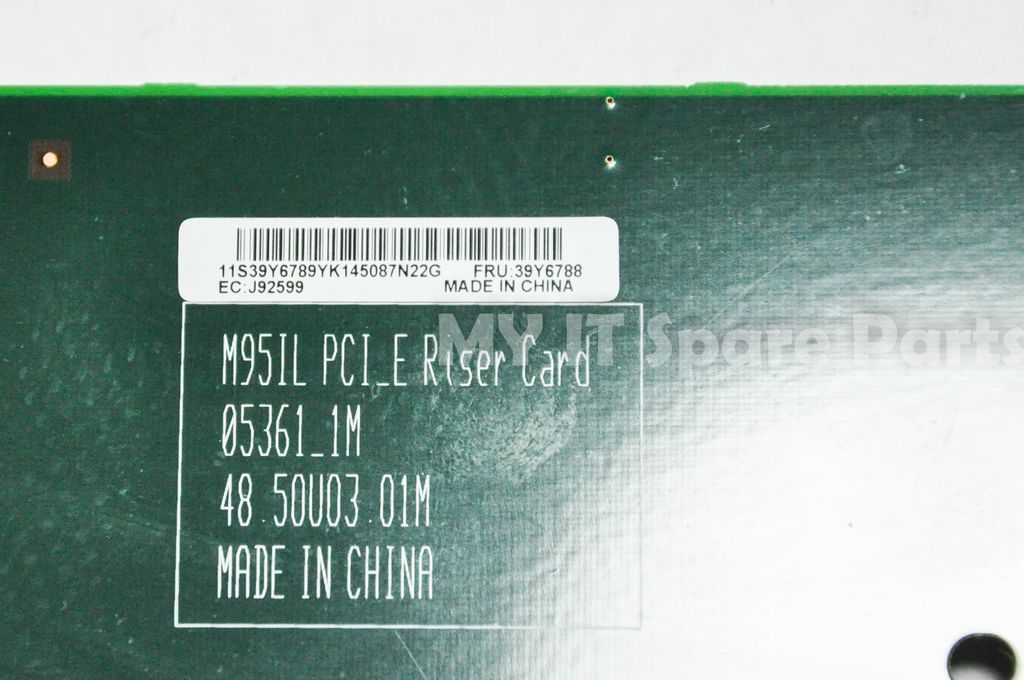 11S39Y6789YK145087N22G FRU:39Y6788
EC:J92599 MADE IN CHINA
MY IT Spare Parts
M95IL PCI_E Riser Card
05361_1M
48.50U03.01M
MADE IN CHINA